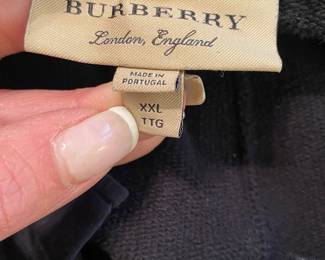 BURBERRY
London, England
MADE IN
PORTUGAL
XXL
TTG